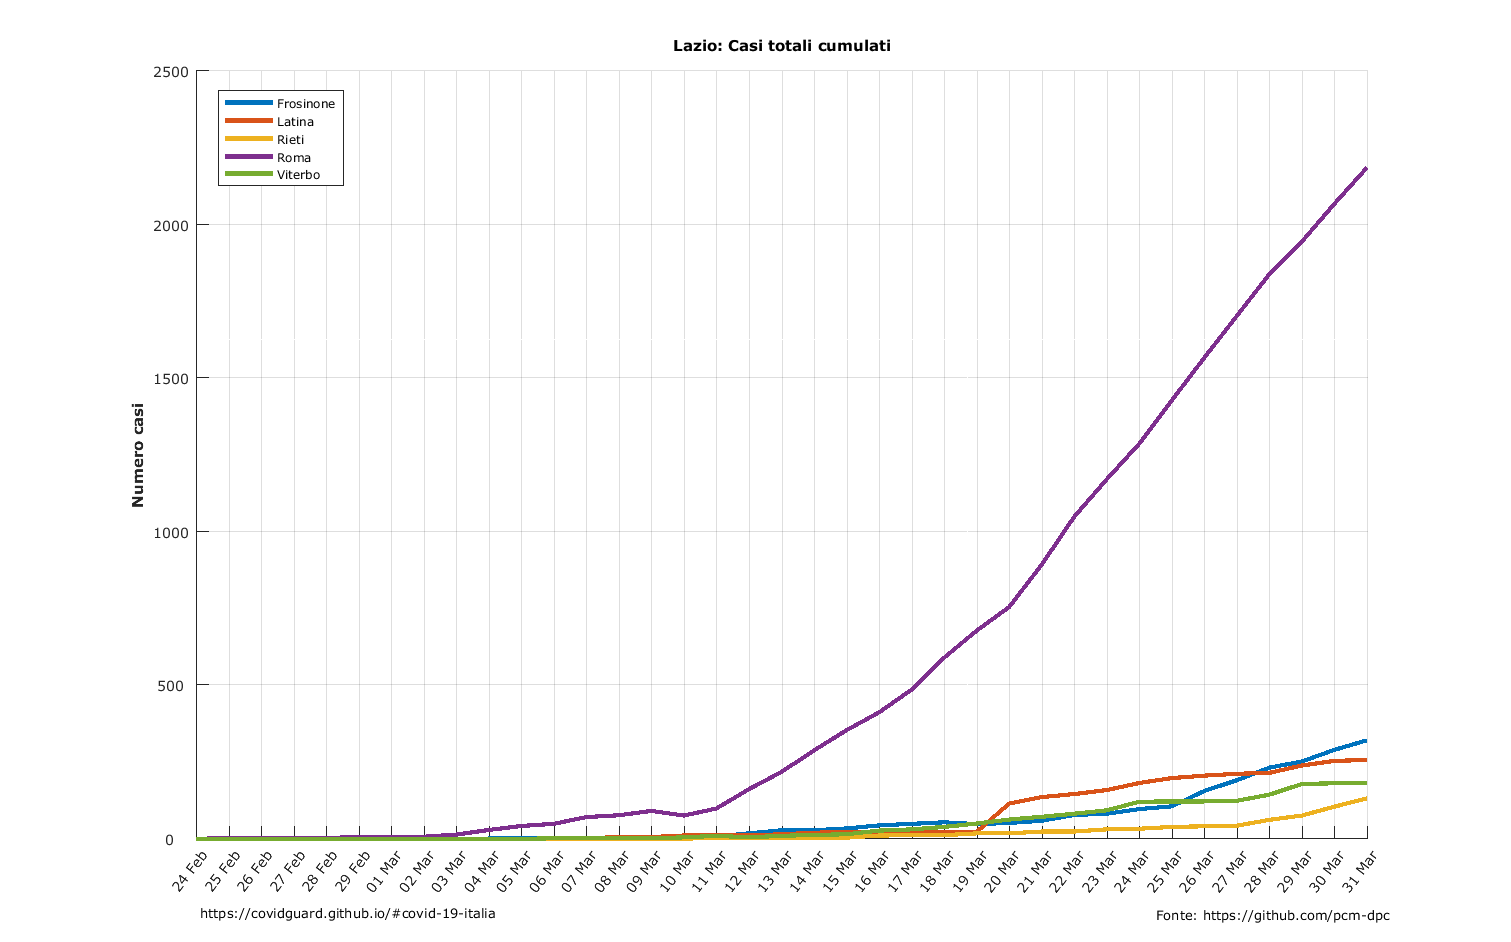 Lazio: Casi totali cumulati
2500
2000
1500
1000
500
0
Numero casi
Frosinone
Latina
Rieti
Roma
Viterbo
24 Feb
25 Feb
26 Feb
27 Feb
28 Feb
29 Feb
01 Mar
02 Mar
03 Mar
04 Mar
05 Mar
06 Mar
07 Mar
08 Mar
09 Mar
10 Mar
11 Mar
12 Mar
13 Mar
14 Mar
15 Mar
16 Mar
17 Mar
18 Mar
19 Mar
20 Mar
21 Mar
22 Mar
23 Mar
24 Mar
25 Mar
26 Mar
27 Mar
28 Mar
29 Mar
30 Mar
31 Mar
https://covidguard.github.io/#covid-19-italia
Fonte: https://github.com/pcm-dpc